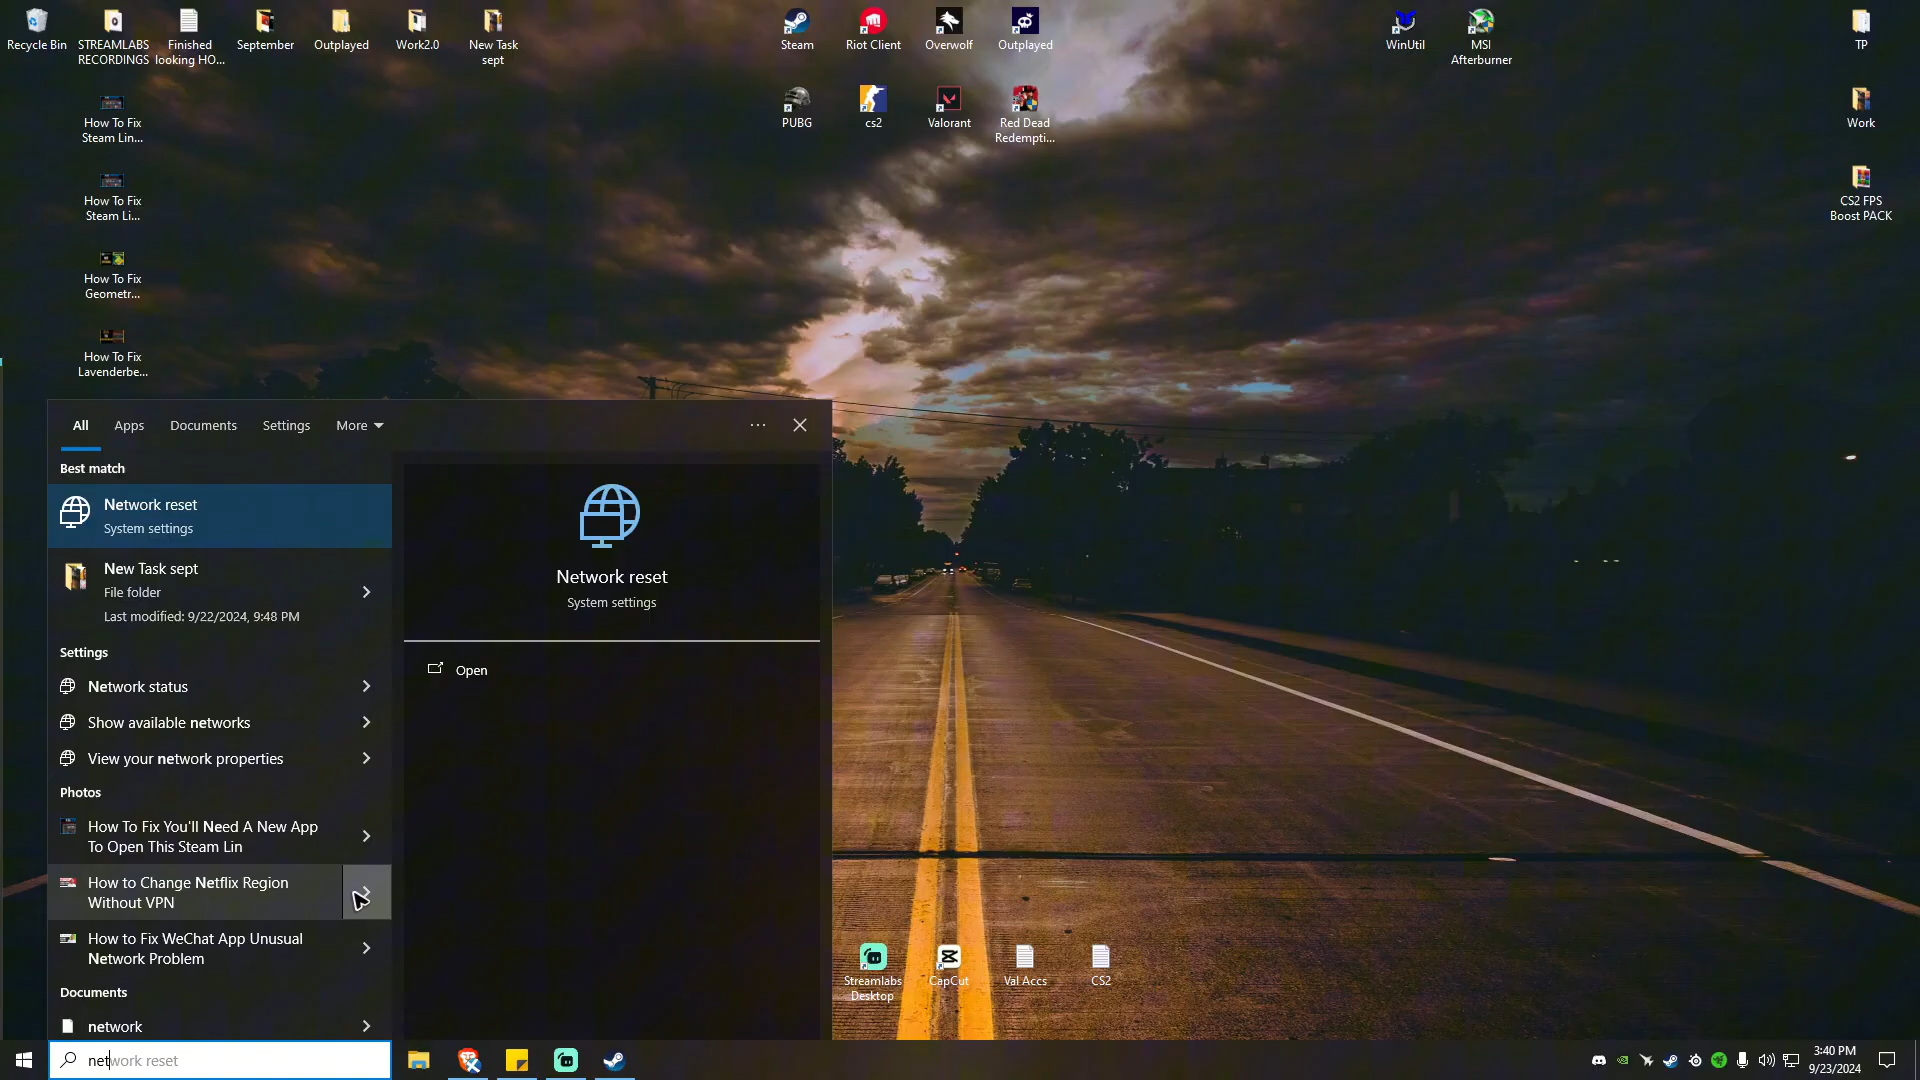 Recycle Bin
STREAMLABS
RECORDINGS
Finished
looking HO...
September
Outplayed
Work2.0
New Task
sept
Steam
Riot Client
Overwolf
Outplayed
WinUtil
MSI
Afterburner
TP
How To Fix
Steam Lin...
PUBG
cs2
Valorant
Red Dead
Redempti...
Work
How To Fix
Steam Li...
CS2 FPS
Boost PACK
How To Fix
Geometr...
How To Fix
Lavenderbe...
All
Apps
Documents
Settings
More
Best match
Network reset
System settings
New Task sept
File folder
Last modified: 9/22/2024, 9:48 PM
Settings
Network status
Show available networks
View your network properties
Photos
How To Fix You'll Need A New App
To Open This Steam Lin
How to Change Netflix Region
Without VPN
How to Fix WeChat App Unusual
Network Problem
Documents
network
Network reset
System settings
Open
Streamlabs
Desktop
CapCut
Val Accs
CS2
network reset
3:40 PM
9/23/2024